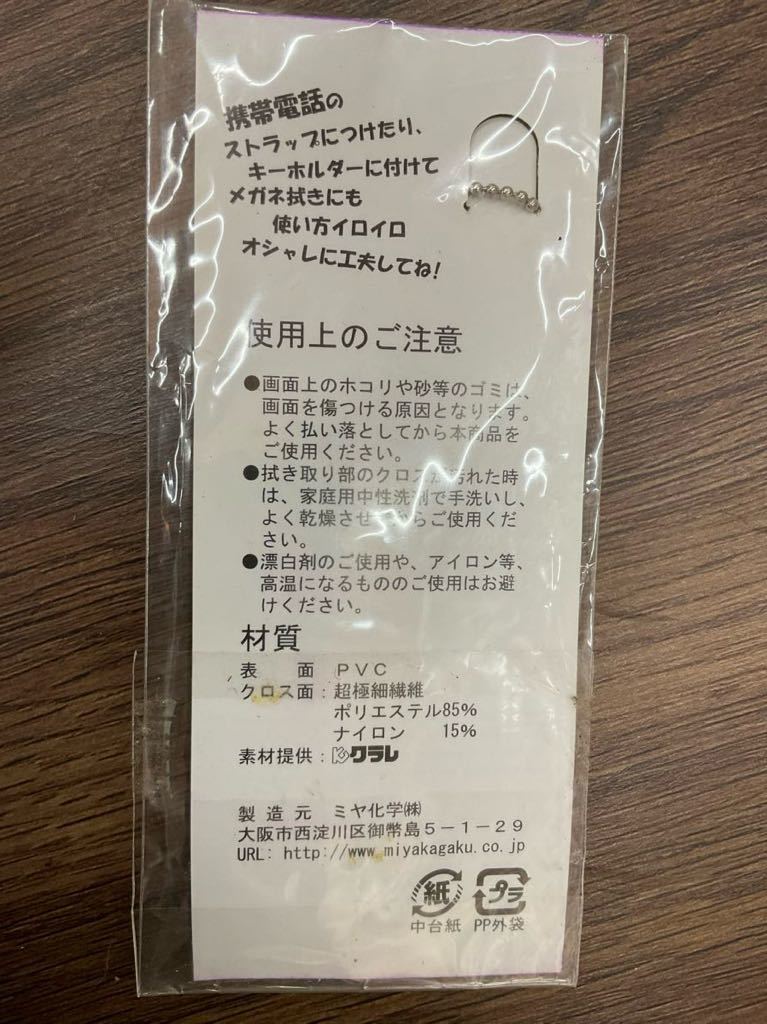 携帯電話の
ストラップにつけたり、
キーホルダーに付けて
メガネ拭きにも
使い方イロイロ
オシャレに工夫してね!
使用上のご注意
●画面上のホコリや砂等のゴミは、
画面を傷つける原因となります。
よく払い落としてから本商品を
ご使用ください。
●拭き取り部のクロスが汚れた時
は、家庭用中性洗剤で手洗いし、
よく乾燥させてからご使用くだ
さい。
●漂白剤のご使用や、アイロン等、
高温になるもののご使用はお避
けください。
材質
表　面　PVC
クロス面:超極細繊維
ポリエステル85%
ナイロン　15%
素材提供:クラレ
製造元　ミヤ化学㈱
大阪市西淀川区御幣島5-1-29
URL: http://www.miyakagaku.co.jp
紙 プラ
中台紙 PP外袋